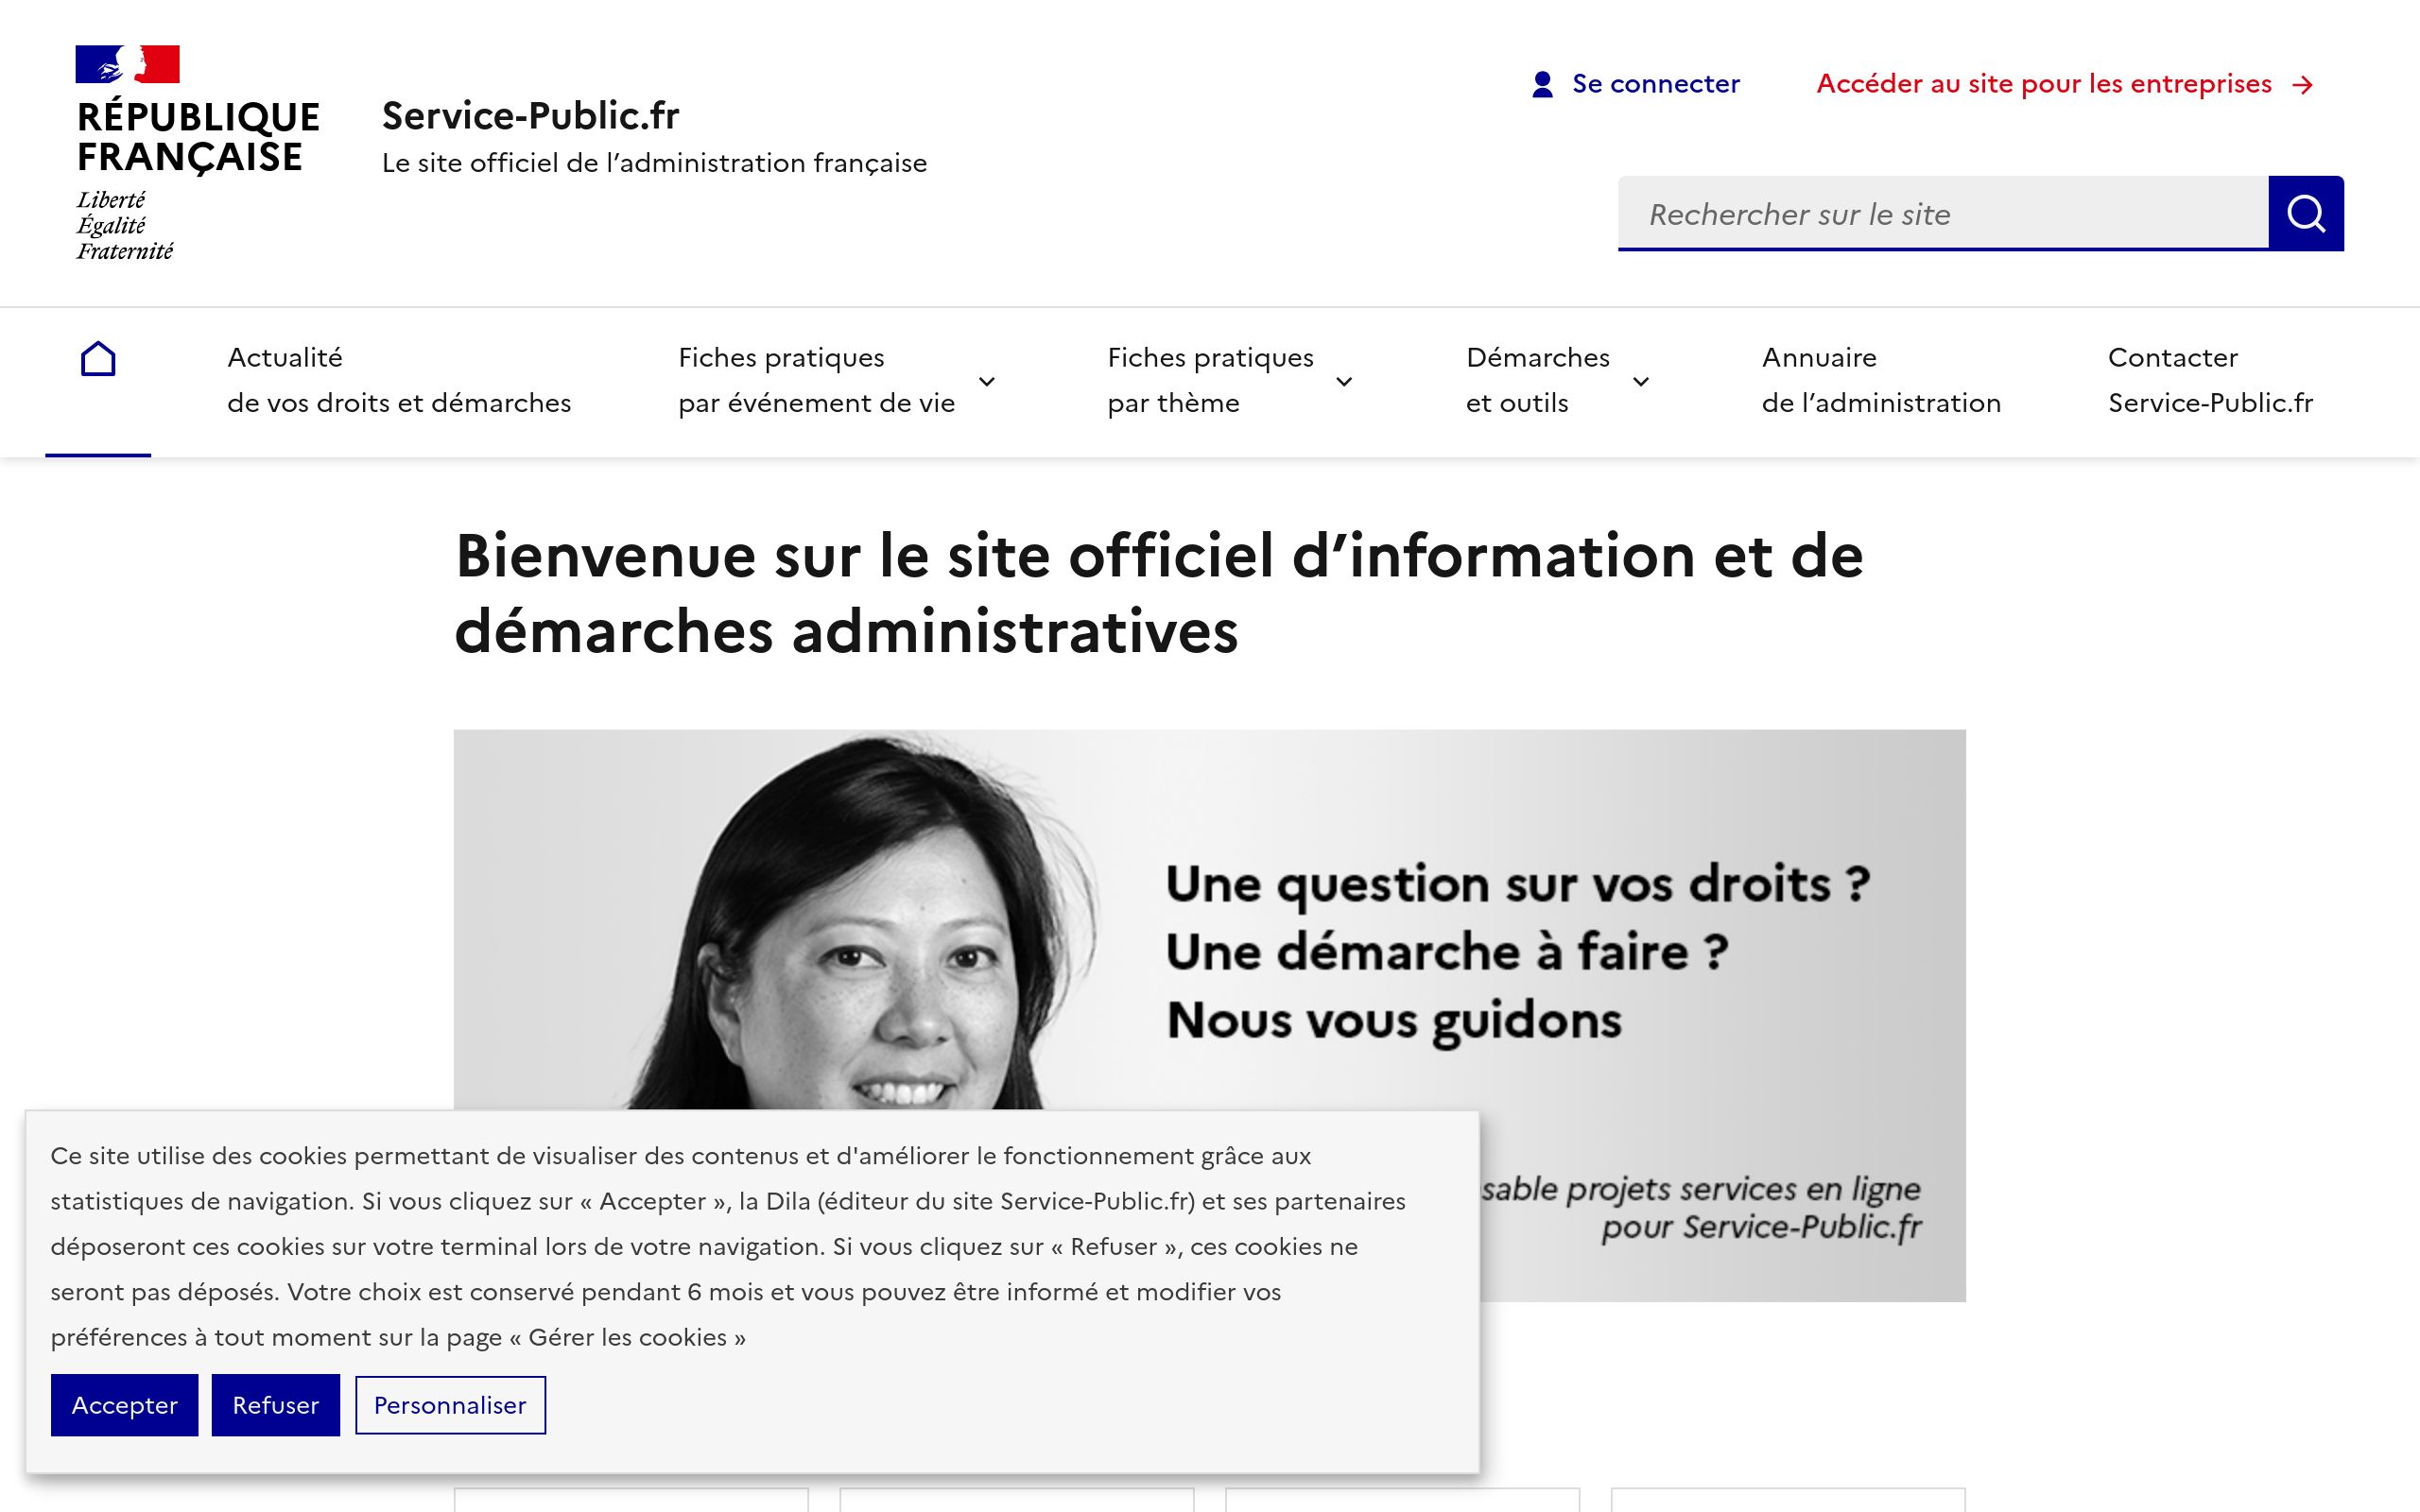 RÉPUBLIQUE
FRANÇAISE
Liberté
Égalité
Fraternité
Service-Public.fr
Le site officiel de l’administration française
Se connecter
Accéder au site pour les entreprises
Rechercher sur le site
Actualité
de vos droits et démarches
Fiches pratiques
par événement de vie
Fiches pratiques
par thème
Démarches
et outils
Annuaire
de l’administration
Contacter
Service-Public.fr
Bienvenue sur le site officiel d’information et de
démarches administratives
Une question sur vos droits ?
Une démarche à faire ?
Nous vous guidons
projets services en ligne
pour Service-Public.fr
Ce site utilise des cookies permettant de visualiser des contenus et d'améliorer le fonctionnement grâce aux
statistiques de navigation. Si vous cliquez sur « Accepter », la Dila (éditeur du site Service-Public.fr) et ses partenaires
déposeront ces cookies sur votre terminal lors de votre navigation. Si vous cliquez sur « Refuser », ces cookies ne
seront pas déposés. Votre choix est conservé pendant 6 mois et vous pouvez être informé et modifier vos
préférences à tout moment sur la page « Gérer les cookies »
Accepter
Refuser
Personnaliser